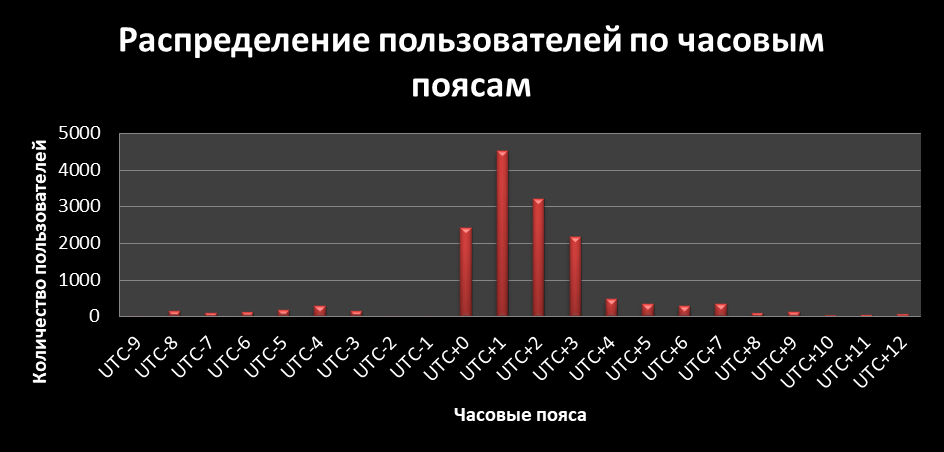 Распределение пользователей по часовым
поясам
Количество пользователей
5000
4000
3000
2000
1000
0
UTC-9
UTC-8
UTC-7
UTC-6
UTC-5
UTC-4
UTC-3
UTC-2
UTC-1
UTC+0
UTC+1
UTC+2
UTC+3
UTC+4
UTC+5
UTC+6
UTC+7
UTC+8
UTC+9
UTC+10
UTC+11
UTC+12
Часовые пояса